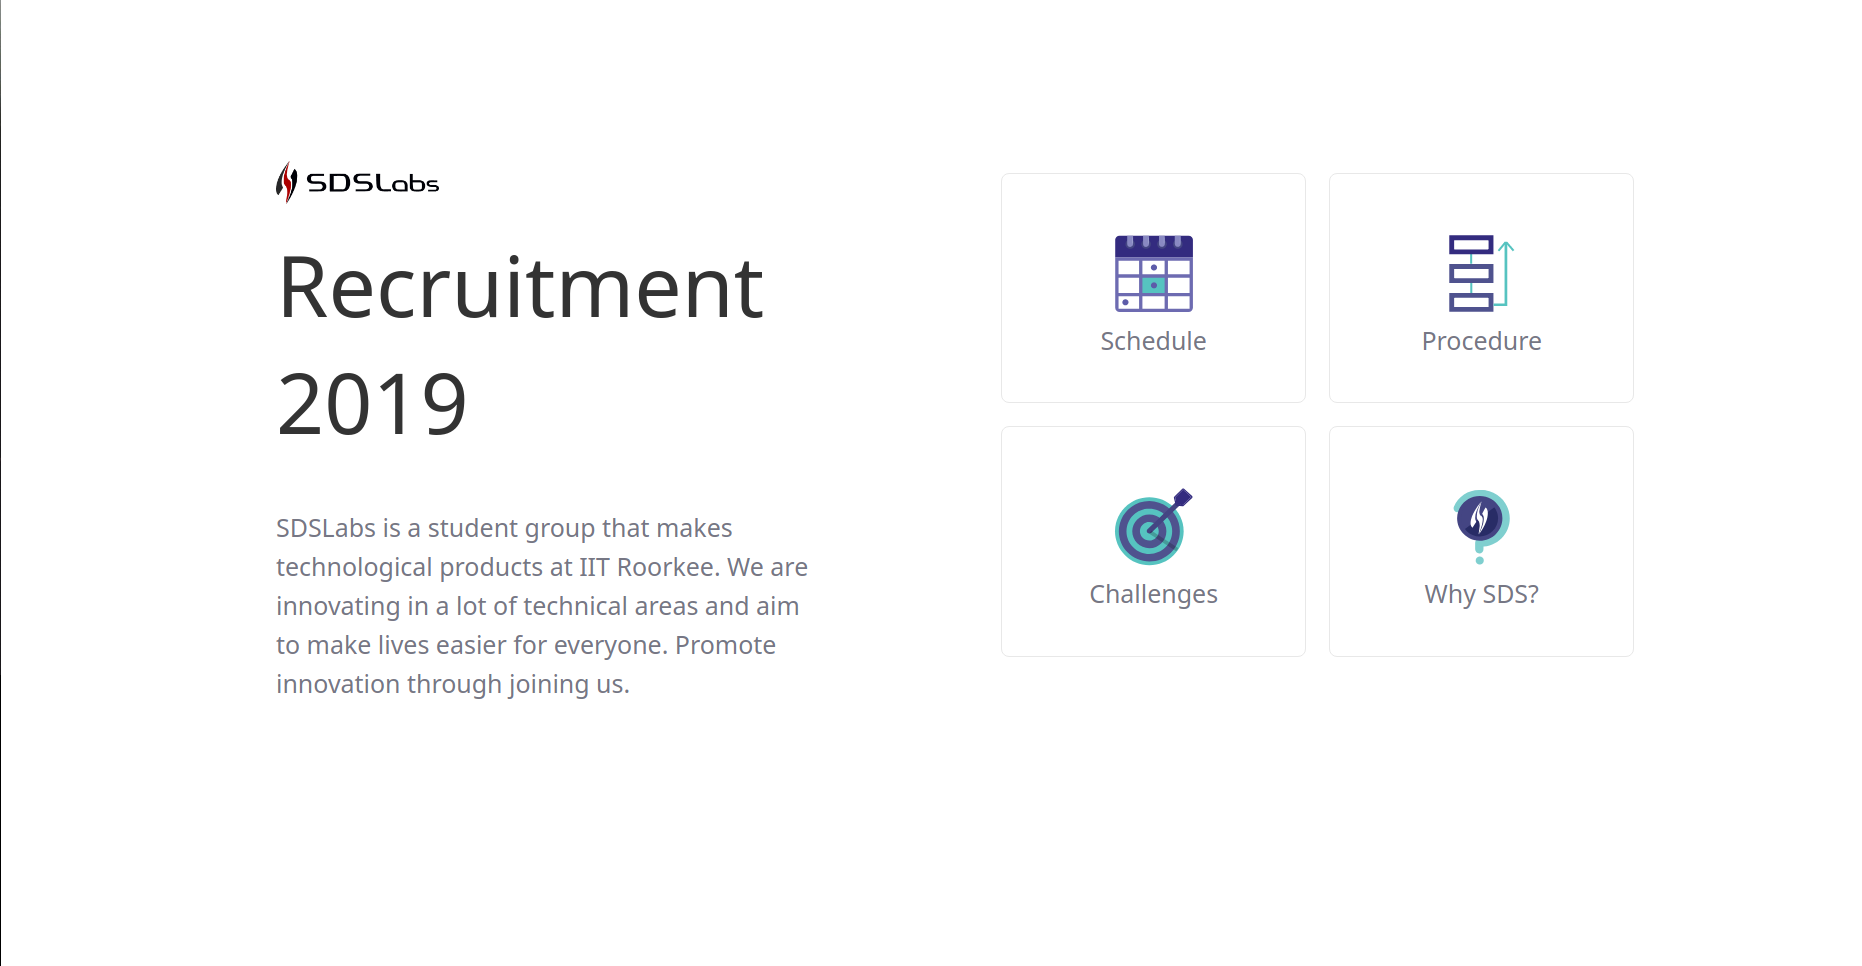 SDSLabs
Recruitment
2019
SDSLabs is a student group that makes
technological products at IIT Roorkee. We are
innovating in a lot of technical areas and aim
to make lives easier for everyone. Promote
innovation through joining us.
Schedule
Procedure
Challenges
Why SDS?